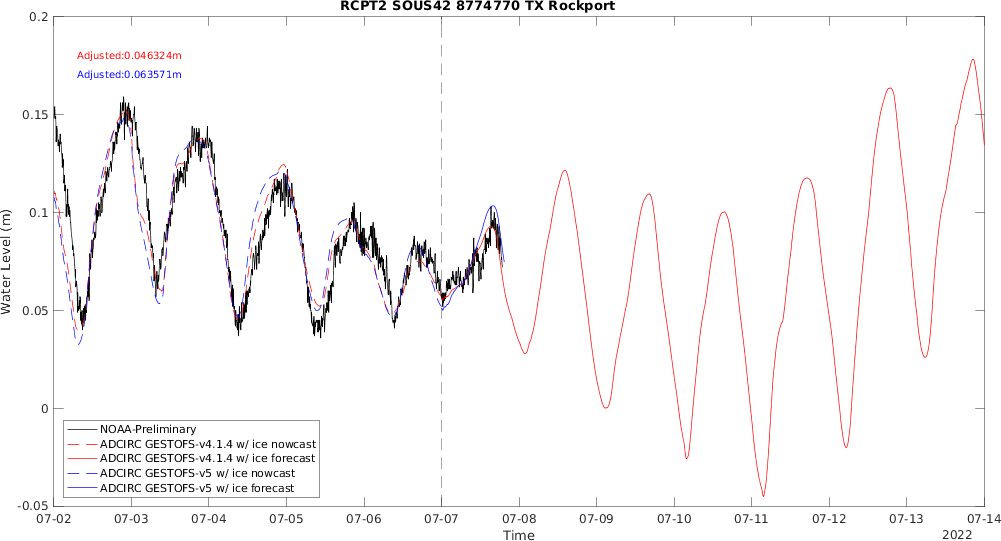 RCPT2 SOUS42 8774770 TX Rockport
0.2
0.15
0.1
0.05
0
-0.05
Water Level (m)
Adjusted:0.046324m
Adjusted:0.063571m
NOAA-Preliminary
ADCIRC GESTOFS-v4.1.4 w/ ice nowcast
ADCIRC GESTOFS-v4.1.4 w/ ice forecast
ADCIRC GESTOFS-v5 w/ ice nowcast
ADCIRC GESTOFS-v5 w/ ice forecast
07-02 07-03 07-04 07-05 07-06 07-07 07-08 07-09 07-10 07-11 07-12 07-13 07-14
Time
2022